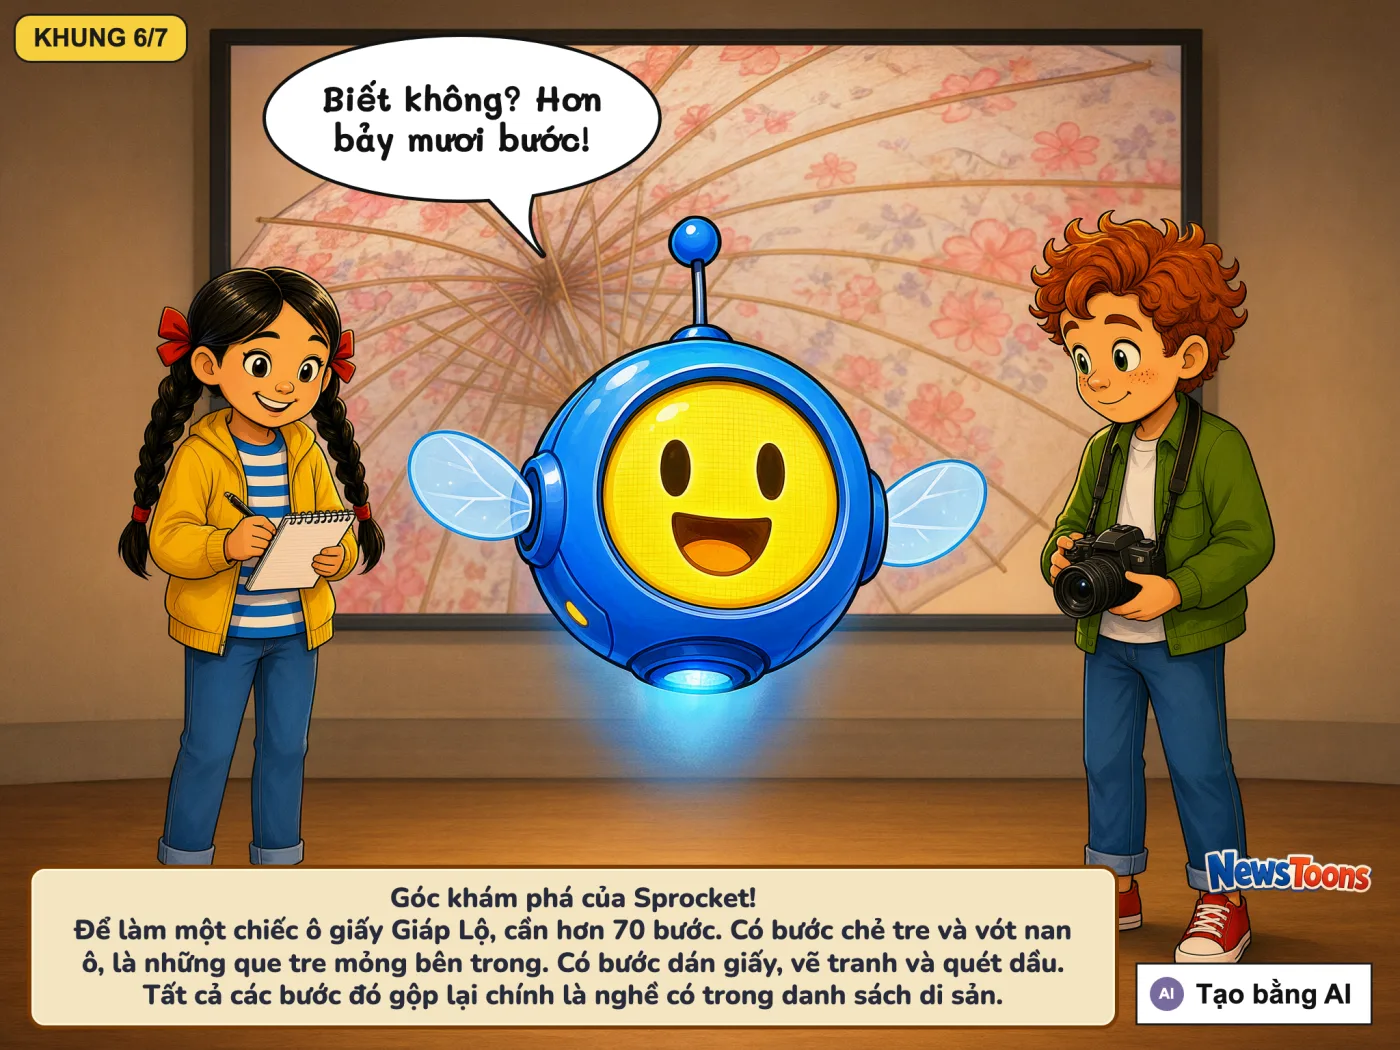 KHUNG 6/7
Biết không? Hơn
bảy mươi bước!
Góc khám phá của Sprocket!
Để làm một chiếc ô giấy Giáp Lộ, cần hơn 70 bước. Có bước chẻ tre và vót nan
ô, là những que tre mỏng bên trong. Có bước dán giấy, vẽ tranh và quét dầu.
Tất cả các bước đó gộp lại chính là nghề có trong danh sách di sản.
NewsToons
AI Tạo bằng AI